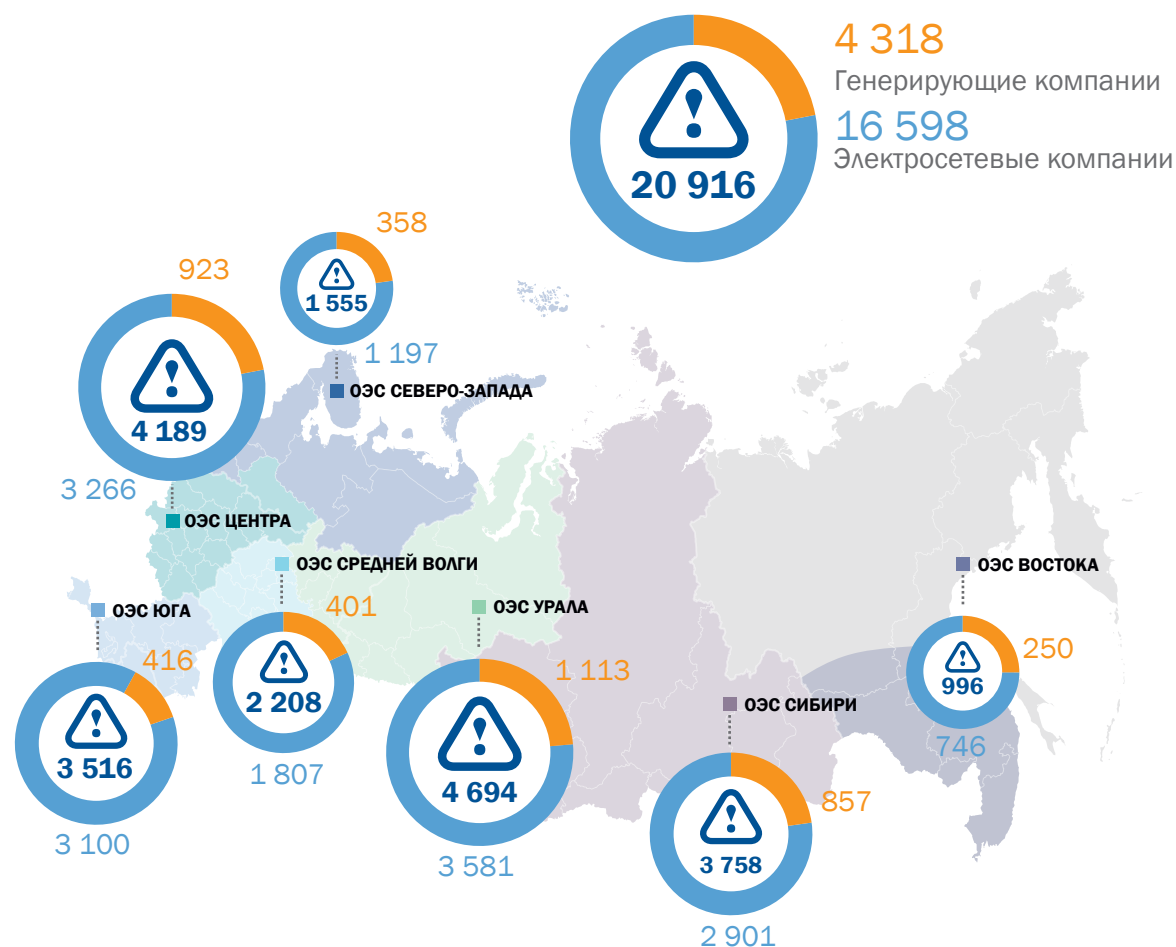 4 318
Генерирующие компании
16 598
Электросетевые компании
20 916
358
1 555
1 197
ОЭС СЕВЕРО-ЗАПАДА
923
4 189
3 266
ОЭС ЦЕНТРА
ОЭС СРЕДНЕЙ ВОЛГИ
401
2 208
1 807
ОЭС ЮГА
416
3 516
3 100
ОЭС УРАЛА
1 113
4 694
3 581
ОЭС СИБИРИ
857
3 758
2 901
ОЭС ВОСТОКА
250
996
746